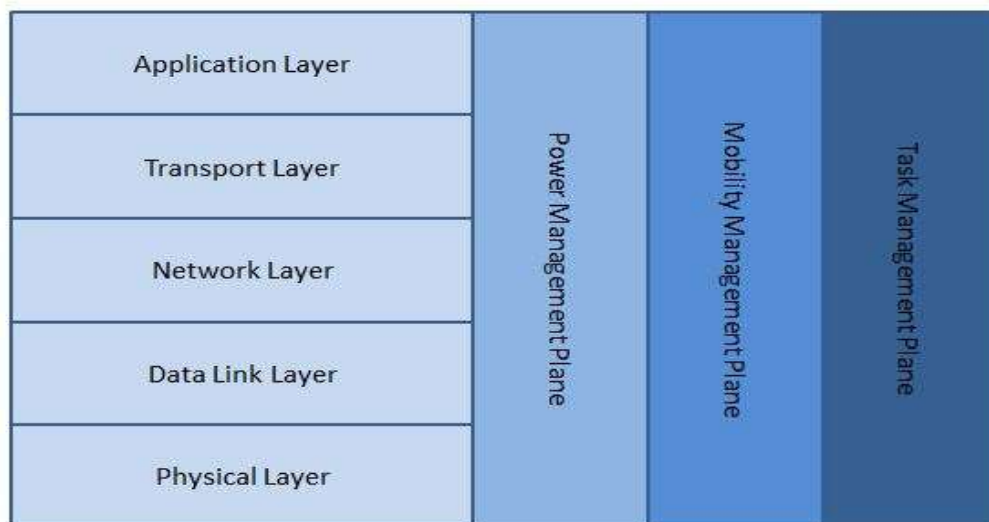 Application Layer
Transport Layer
Network Layer
Data Link Layer
Physical Layer
Power Management Plane
Mobility Management Plane
Task Management Plane